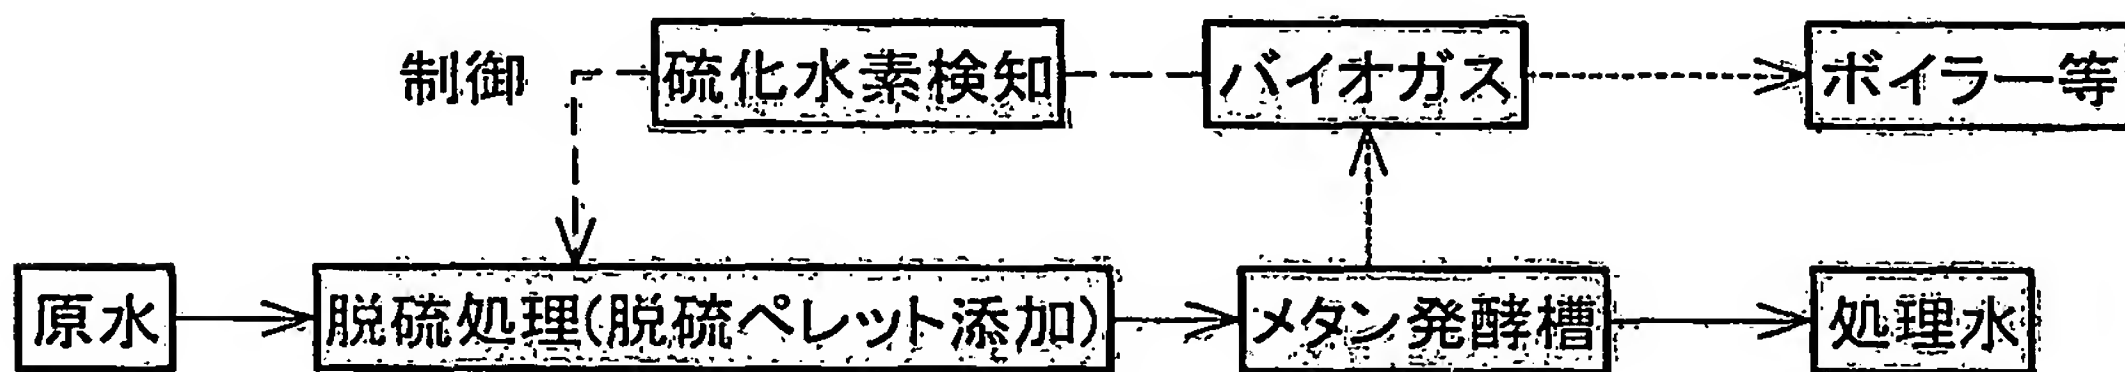 制御 硫化水素検知 バイオガス ボイラー等
原水 脱硫処理(脱硫ペレット添加) メタン発酵槽 処理水